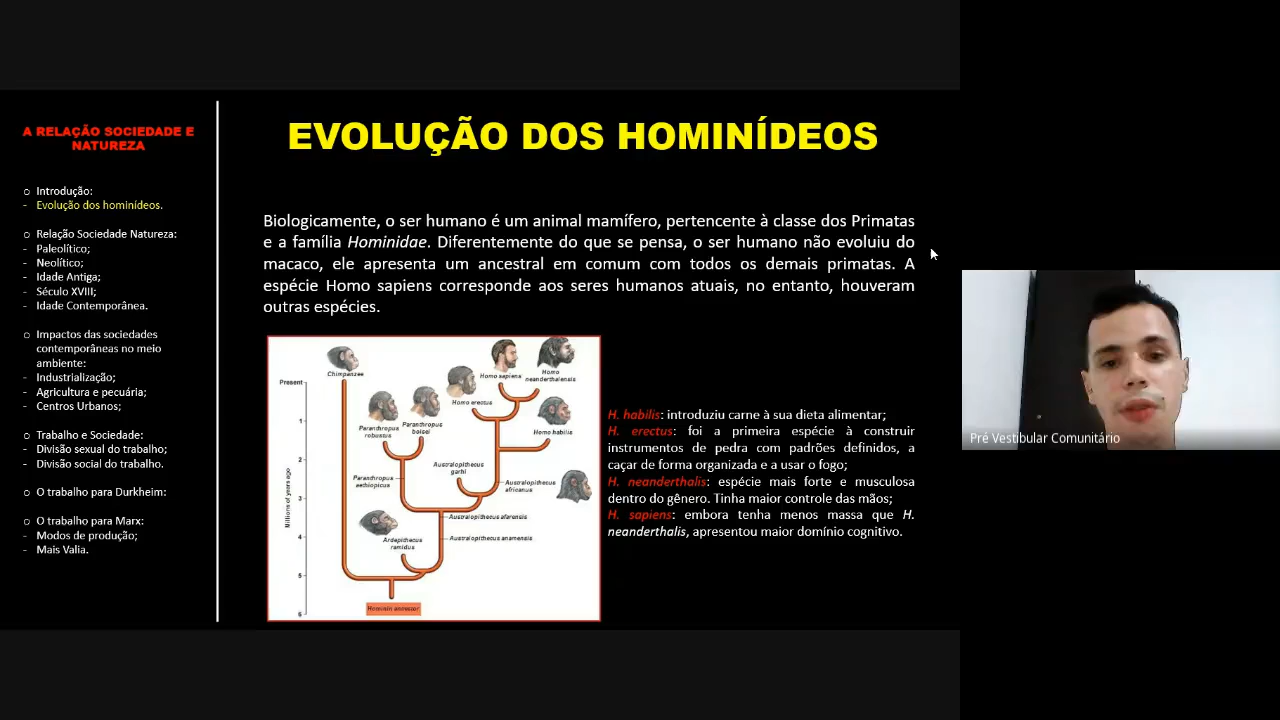 A RELAÇÃO SOCIEDADE E
NATUREZA
o Introdução:
- Evolução dos hominídeos.
o Relação Sociedade Natureza:
- Paleolítico;
- Neolítico;
- Idade Antiga;
- Século XVIII;
- Idade Contemporânea.
o Impactos das sociedades
contemporâneas no meio
ambiente:
- Industrialização;
- Agricultura e pecuária;
- Centros Urbanos;
o Trabalho e Sociedade:
- Divisão sexual do trabalho;
- Divisão social do trabalho.
o O trabalho para Durkheim:
o O trabalho para Marx:
- Modos de produção;
- Mais Valia.
EVOLUÇÃO DOS HOMINÍDEOS
Biologicamente, o ser humano é um animal mamífero, pertencente à classe dos Primatas
e a família Hominidae. Diferentemente do que se pensa, o ser humano não evoluiu do
macaco, ele apresenta um ancestral em comum com todos os demais primatas. A
espécie Homo sapiens corresponde aos seres humanos atuais, no entanto, houveram
outras espécies.
Chimpanzee
Present
1
2
3
4
5
6
Millions of years ago
Paranthropus
robustus
Paranthropus
boisei
Homo erectus
Homo sapiens
Homo
neanderthalensis
Homo habilis
Australopithecus
garhi
Paranthropus
aethiopicus
Australopithecus
africanus
Australopithecus afarensis
Australopithecus anamensis
Ardepithecus
ramidus
Hominin ancestor
H. habilis: introduziu carne à sua dieta alimentar;
H. erectus: foi a primeira espécie à construir
instrumentos de pedra com padrões definidos, a
caçar de forma organizada e a usar o fogo;
H. neanderthalis: espécie mais forte e musculosa
dentro do gênero. Tinha maior controle das mãos;
H. sapiens: embora tenha menos massa que H.
neanderthalis, apresentou maior domínio cognitivo.
Pré Vestibular Comunitário